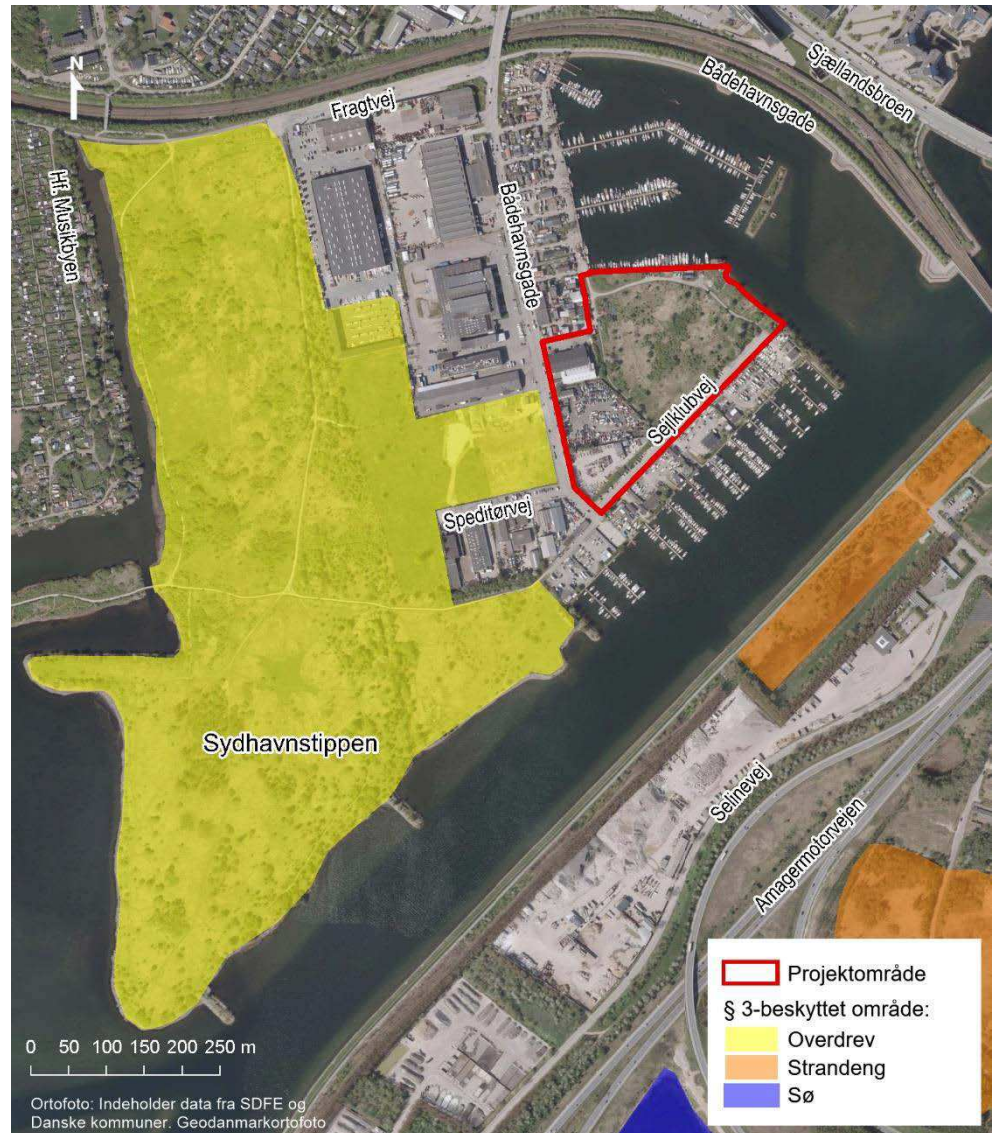 N
Fragtvej
Bådehavnsgade
Sjællandsbroen
Hf. Musikbyen
Bådehavnsgade
Sejlklubvej
Speditørvej
Sydhavnstippen
Selinevej
Amagermotorvejen
Projektområde
§ 3-beskyttet område:
Overdrev
Strandeng
Sø
0 50 100 150 200 250 m
Ortofoto: Indeholder data fra SDFE og
Danske kommuner. Geodanmarkortofoto